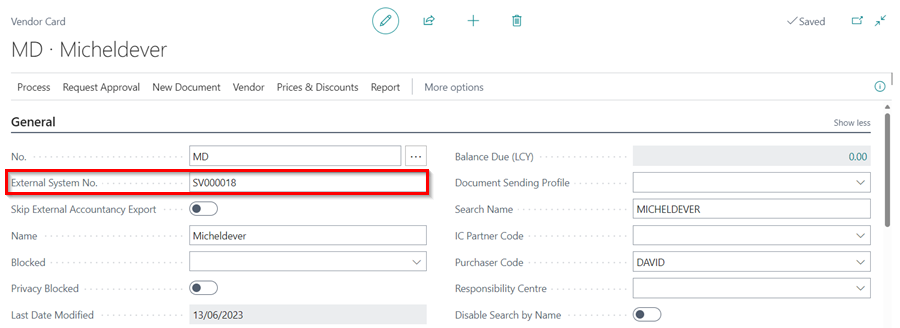 Vendor Card
Saved
MD · Micheldever
Process Request Approval New Document Vendor Prices & Discounts Report More options
General
Show less
No. MD ...
External System No. SV000018
Skip External Accountancy Export
Name Micheldever
Blocked
Privacy Blocked
Last Date Modified 13/06/2023
Balance Due (LCY) 0.00
Document Sending Profile
Search Name MICHELDEVER
IC Partner Code
Purchaser Code DAVID
Responsibility Centre
Disable Search by Name